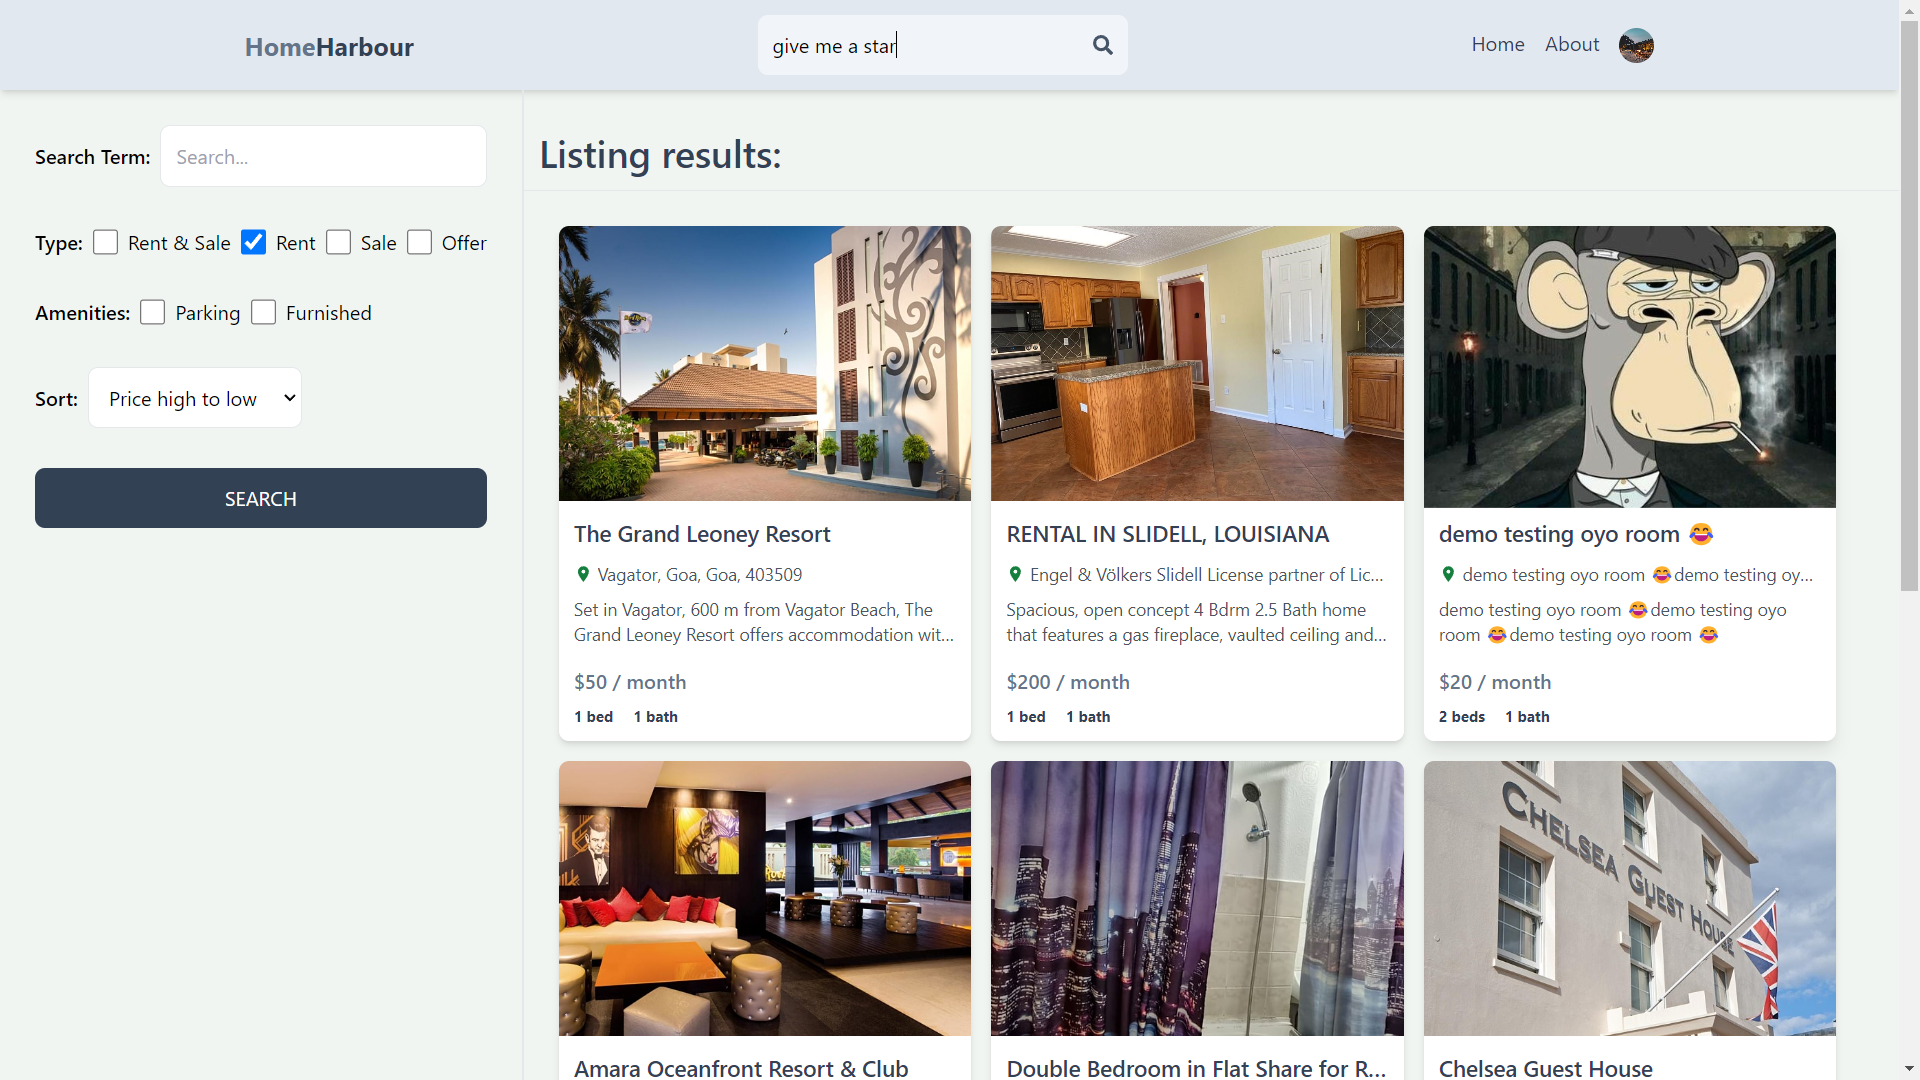 HomeHarbour
give me a star
Home About
Search Term: Search...
Type: Rent & Sale Rent Sale Offer
Amenities: Parking Furnished
Sort: Price high to low
SEARCH
Listing results:
The Grand Leoney Resort
Vagator, Goa, Goa, 403509
Set in Vagator, 600 m from Vagator Beach, The
Grand Leoney Resort offers accommodation wit...
$50 / month
1 bed 1 bath
RENTAL IN SLIDELL, LOUISIANA
Engel & Völkers Slidell License partner of Lic...
Spacious, open concept 4 Bdrm 2.5 Bath home
that features a gas fireplace, vaulted ceiling and...
$200 / month
1 bed 1 bath
demo testing oyo room 😂
demo testing oyo room 😂demo testing oy...
demo testing oyo room 😂demo testing oyo
room 😂demo testing oyo room 😂
$20 / month
2 beds 1 bath
Amara Oceanfront Resort & Club
Double Bedroom in Flat Share for R...
CHELSEA GUEST HOUSE
Chelsea Guest House